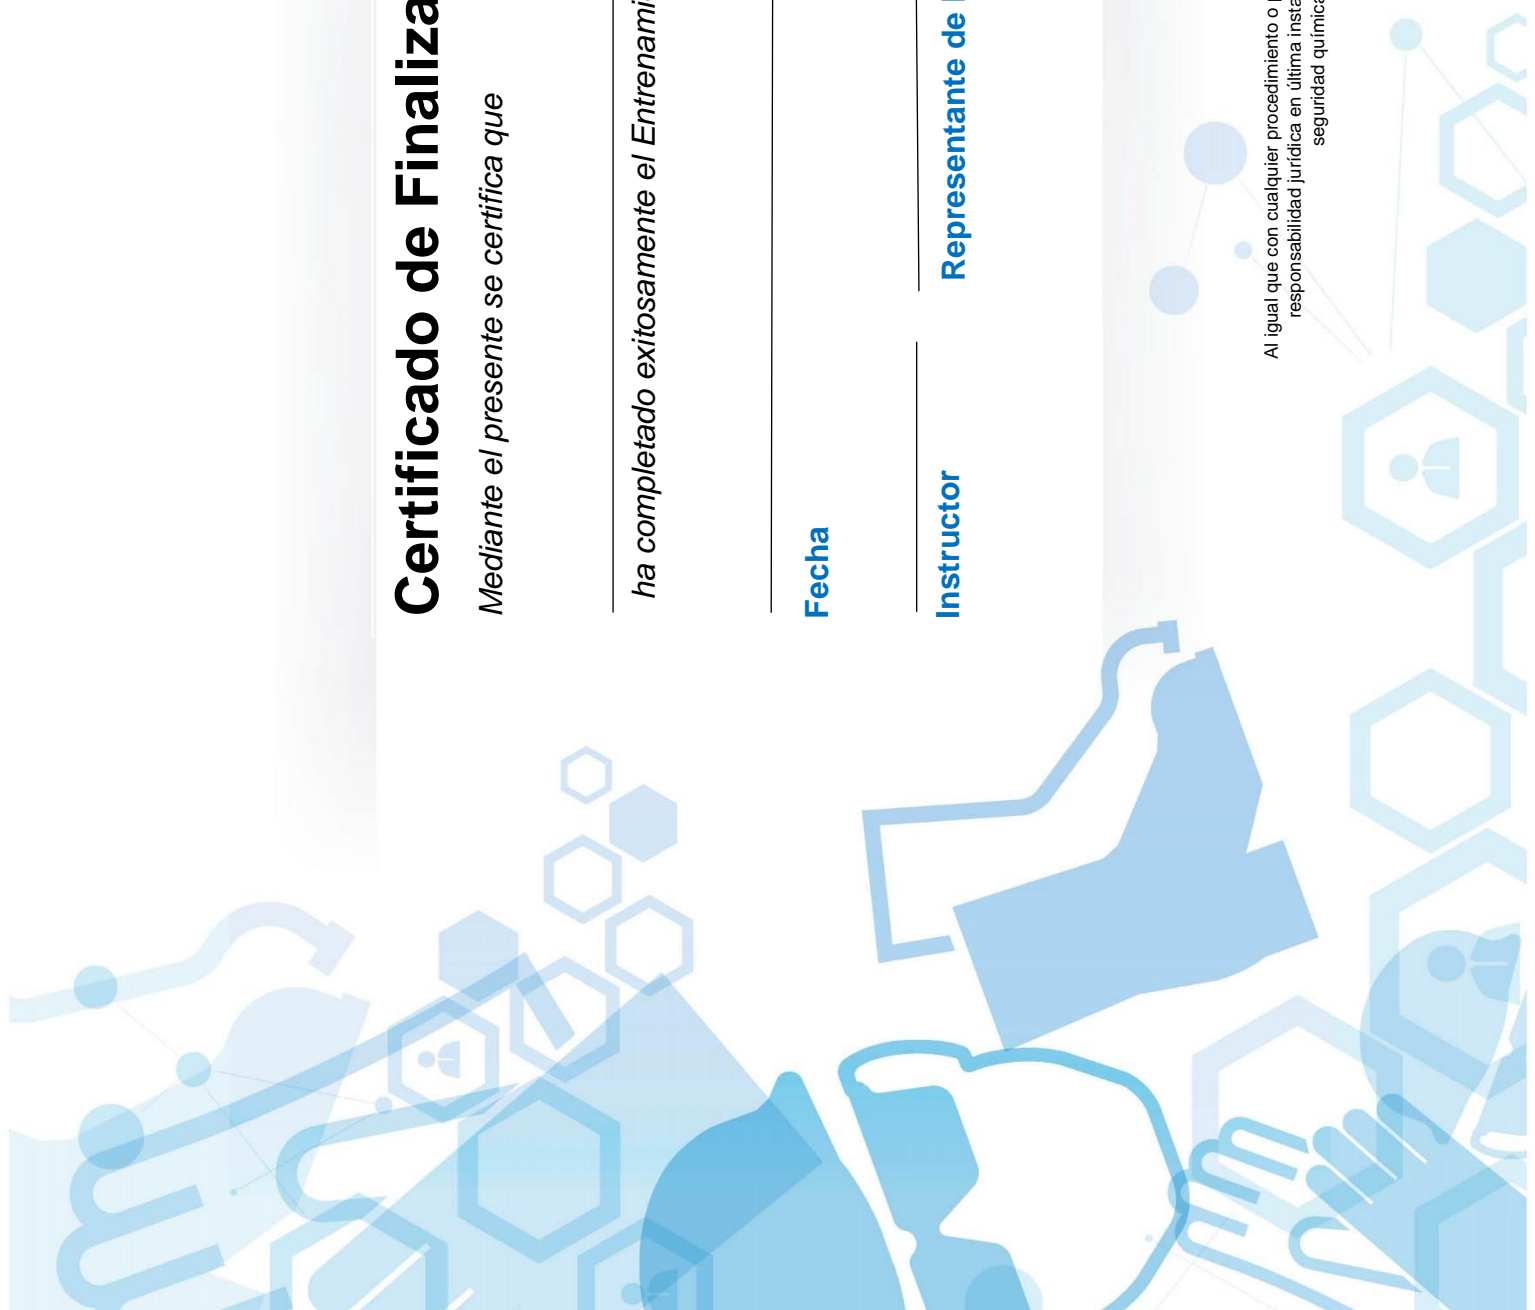 Certificado de Finaliza
Mediante el presente se certifica que
ha completado exitosamente el Entrenami
Fecha
Instructor
Representante de
Al igual que con cualquier procedimiento o
responsabilidad jurídica en última insta
seguridad química